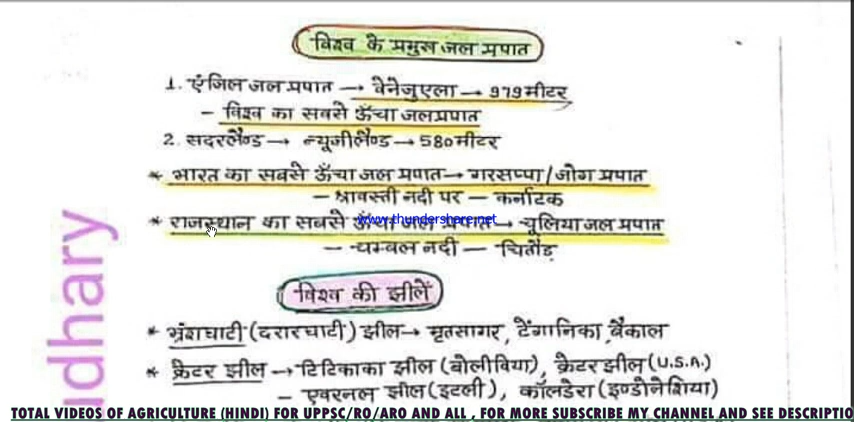 विश्व के प्रमुख जल प्रपात
1. एंजिल जल प्रपात → वेनेजुएला → 979 मीटर
- विश्व का सबसे ऊँचा जलप्रपात
2. सदरलैण्ड → न्यूजीलैण्ड → 580 मीटर
* भारत का सबसे ऊँचा जल प्रपात → गरसप्पा / जोग प्रपात
- श्रावस्ती नदी पर - कर्नाटक
* राजस्थान का सबसे ऊँचा जल प्रपात → चूलिया जल प्रपात
www.thundershare.net
- चम्बल नदी - चितौड़
विश्व की झीलें
* भ्रंशघाटी (दरारघाटी) झील → मृतसागर, टैंगानिका, बैकाल
* क्रेटर झील → टिटिकाका झील (बोलीविया), क्रेटर झील (U.S.A.)
- एवरनल झील (इटली), कॉलडेरा (इण्डोनेशिया)
udhary
TOTAL VIDEOS OF AGRICULTURE (HINDI) FOR UPPSC/RO/ARO AND ALL , FOR MORE SUBSCRIBE MY CHANNEL AND SEE DESCRIPTIO